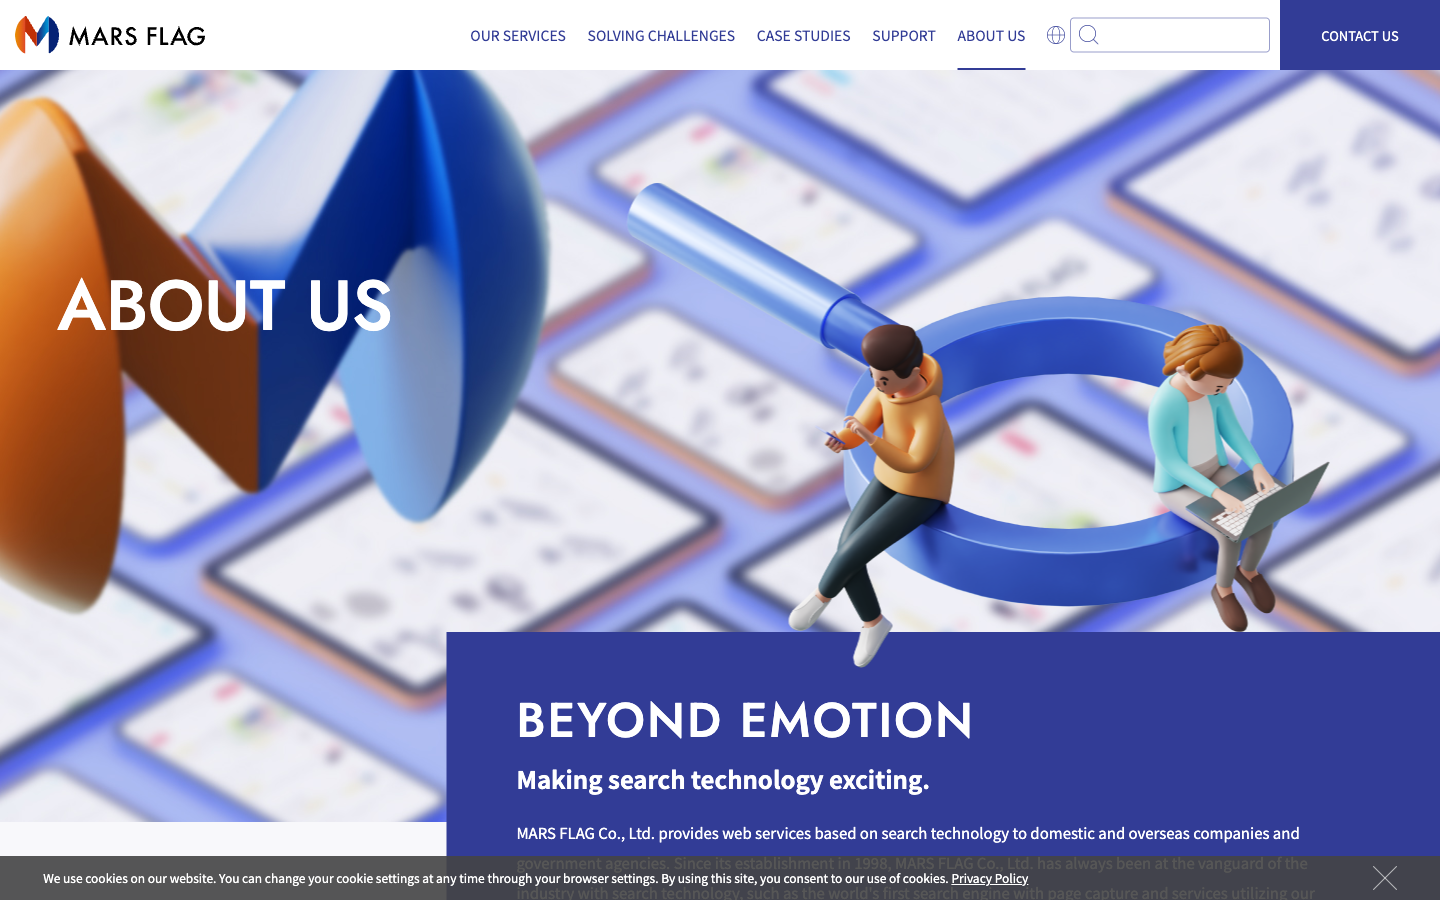 MARS FLAG
OUR SERVICES
SOLVING CHALLENGES
CASE STUDIES
SUPPORT
ABOUT US
CONTACT US
ABOUT US
BEYOND EMOTION
Making search technology exciting.
MARS FLAG Co., Ltd. provides web services based on search technology to domestic and overseas companies and
government agencies. Since its establishment in 1998, MARS FLAG Co., Ltd. has always been at the vanguard of the
We use cookies on our website. You can change your cookie settings at any time through your browser settings. By using this site, you consent to our use of cookies. Privacy Policy
industry with search technology, such as the world's first search engine with page capture and services utilizing our